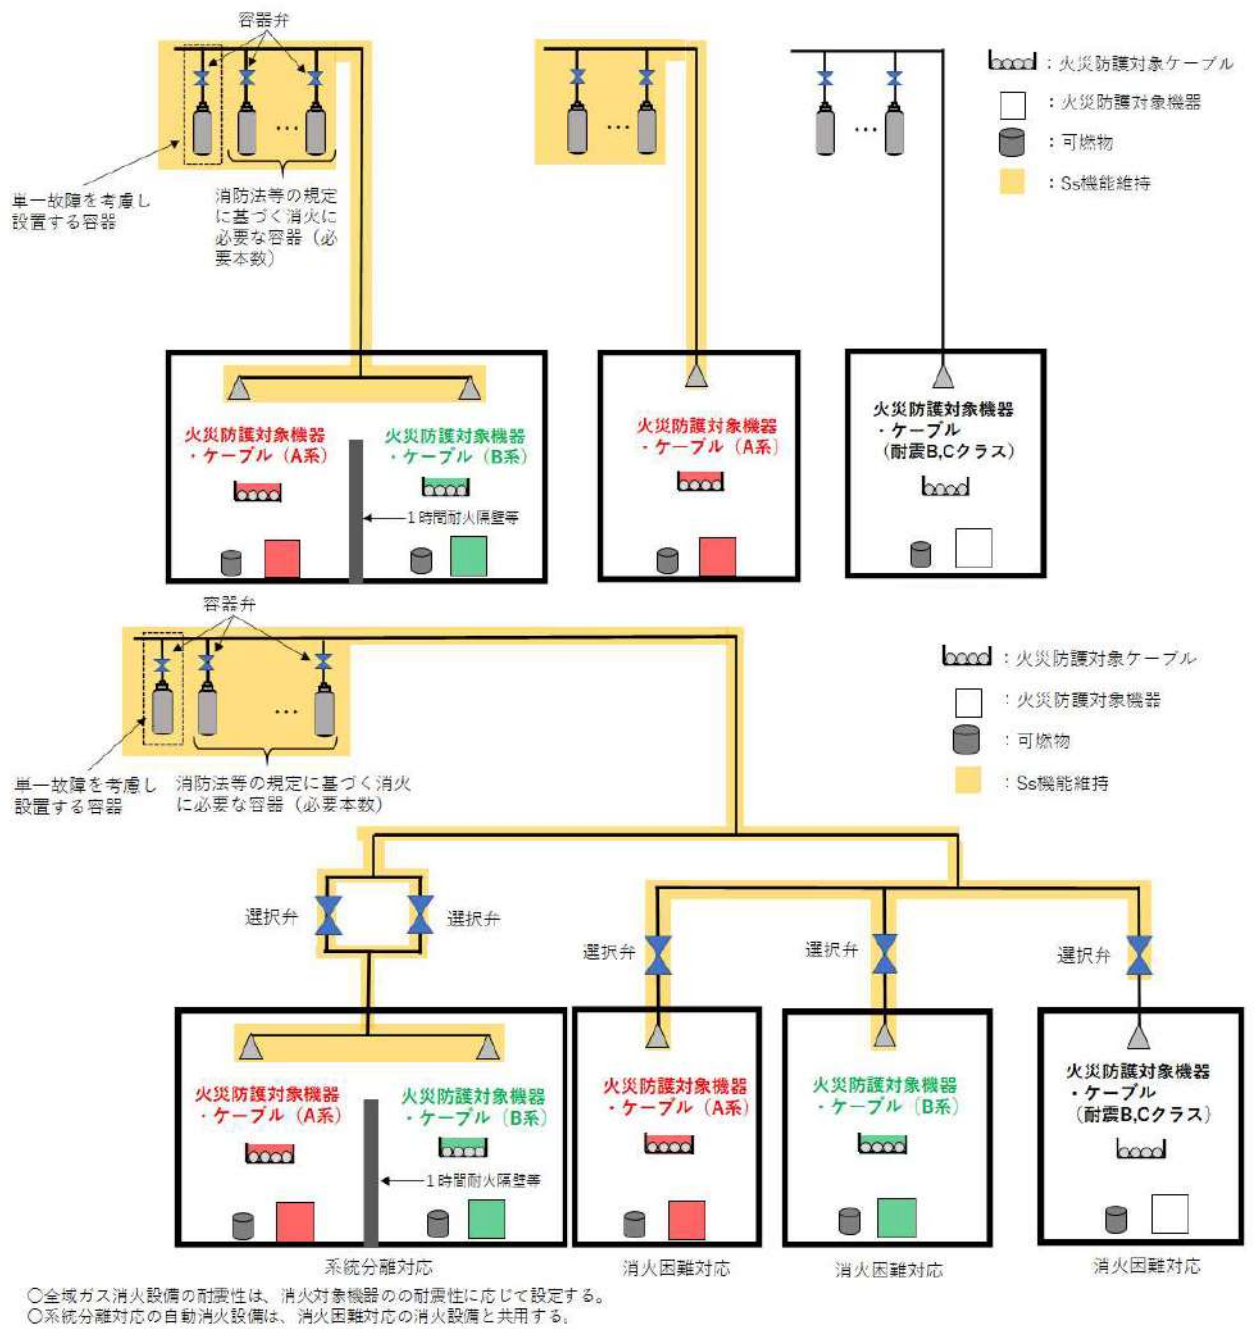 容器弁
：火災防護対象ケーブル
：火災防護対象機器
：可燃物
：Ss機能維持
単一故障を考慮し
設置する容器
消防法等の規定
に基づく消火に
必要な容器（必
要本数）
…
…
…
火災防護対象機器
・ケーブル（A系）
火災防護対象機器
・ケーブル（B系）
1時間耐火隔壁等
火災防護対象機器
・ケーブル（A系）
火災防護対象機器
・ケーブル
（耐震B,Cクラス）
容器弁
：火災防護対象ケーブル
：火災防護対象機器
：可燃物
：Ss機能維持
…
単一故障を考慮し
設置する容器
消防法等の規定に基づく消火
に必要な容器（必要本数）
選択弁
選択弁
選択弁
選択弁
選択弁
火災防護対象機器
・ケーブル（A系）
火災防護対象機器
・ケーブル（B系）
1時間耐火隔壁等
火災防護対象機器
・ケーブル（A系）
火災防護対象機器
・ケーブル（B系）
火災防護対象機器
・ケーブル
（耐震B,Cクラス）
系統分離対応
消火困難対応
消火困難対応
消火困難対応
○全域ガス消火設備の耐震性は、消火対象機器のの耐震性に応じて設定する。
○系統分離対応の自動消火設備は、消火困難対応の消火設備と共用する。